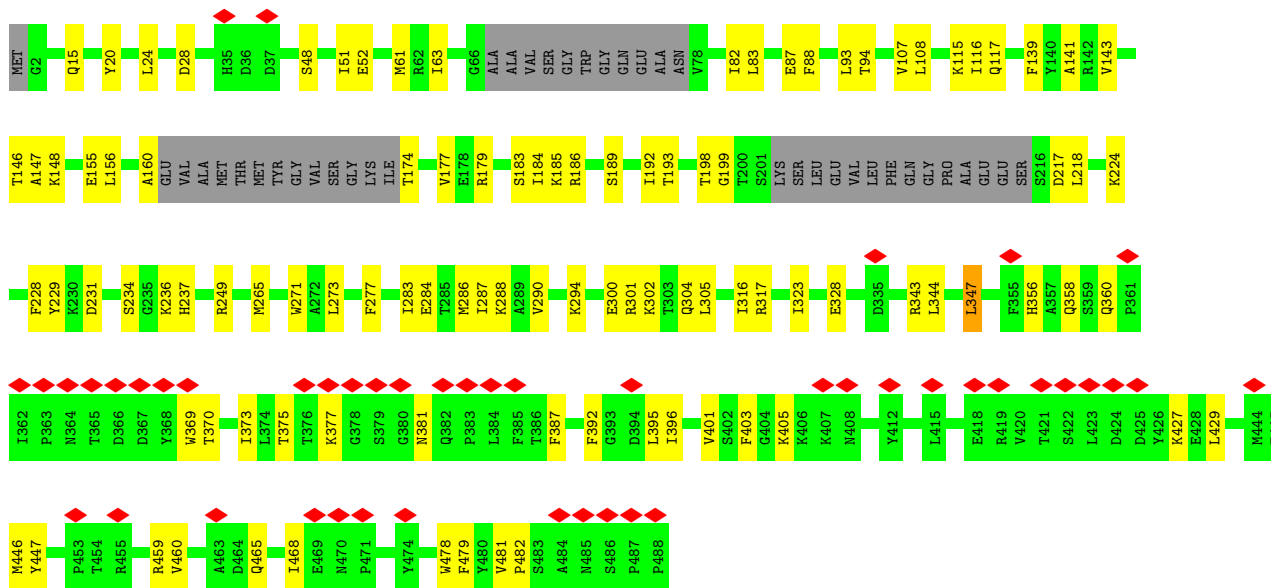 MET G2 Q15 Y20 L24 D28 H35 D36 D37 S48 I51 E52 M61 R62 I63 G66 ALA ALA VAL SER GLY TRP GLY GLN GLU ALA ASN V78 I82 L83 E87 F88 L93 T94 V107 L108 K115 I116 Q117 F139 Y140 A141 R142 V143
T146 A147 K148 E155 L156 A160 GLU VAL ALA MET THR MET TYR GLY VAL SER GLY LYS ILE T174 V177 E178 R179 S183 I184 K185 R186 S189 I192 T193 T198 G199 T200 S201 LYS SER LEU GLU VAL LEU PHE GLN GLY PRO ALA GLU GLU SER S216 D217 L218 K224
F228 Y229 K230 D231 S234 G235 K236 H237 R249 M265 W271 A272 L273 F277 I283 E284 T285 M286 I287 K288 A289 V290 K294 E300 R301 K302 T303 Q304 L305 I316 R317 I323 E328 D335 R343 L344 L347 F355 H356 A357 Q358 S359 Q360 P361
I362 P363 N364 T365 D366 D367 Y368 W369 T370 I373 L374 T375 T376 K377 G378 S379 G380 N381 Q382 P383 L384 F385 T386 F387 F392 G393 D394 L395 I396 V401 S402 F403 G404 K405 K406 K407 N408 Y412 L415 E418 R419 V420 T421 S422 L423 D424 D425 Y426 K427 E428 L429 M444
M446 Y447 P453 T454 R455 R459 V460 A463 D464 Q465 I468 E469 N470 P471 Y474 W478 F479 Y480 V481 P482 S483 A484 N485 S486 P487 P488